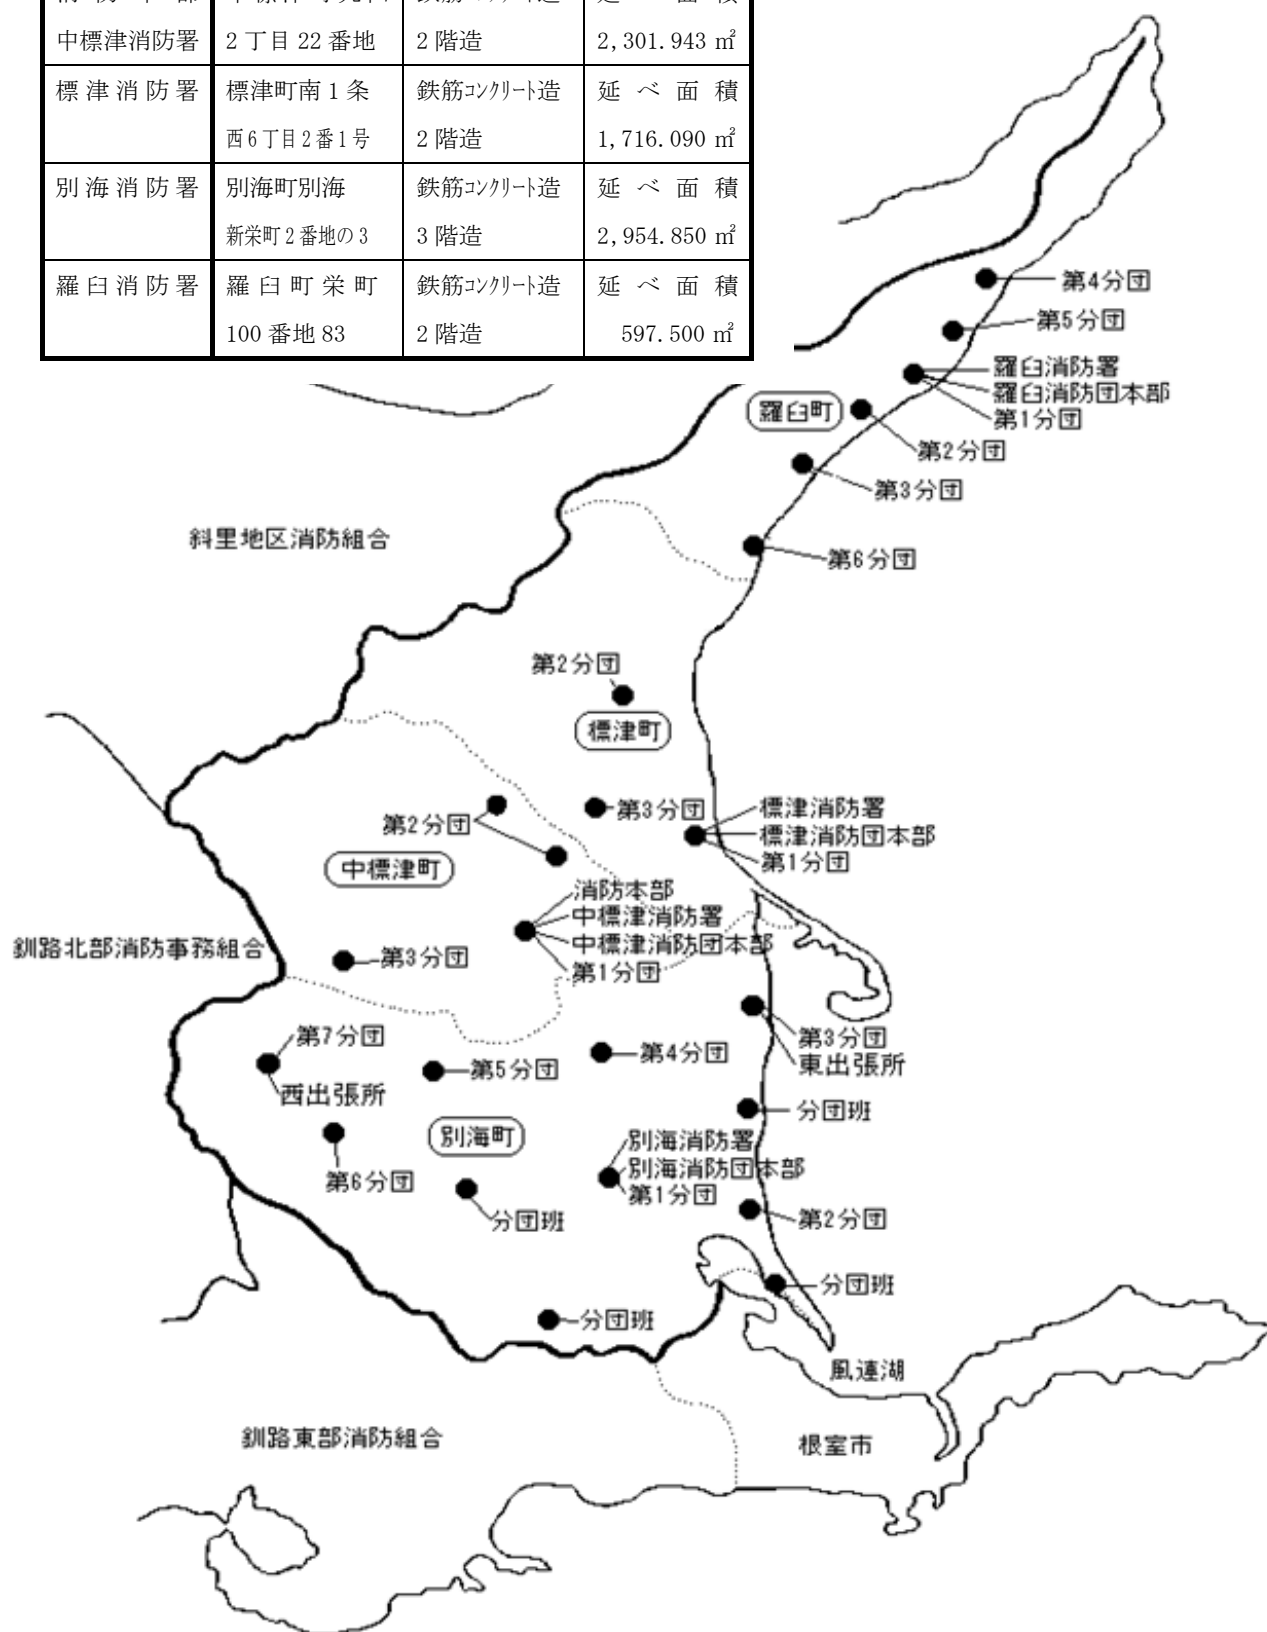 中標津消防署 2丁目22番地 2階造 2,301.943 ㎡
標津消防署 標津町南1条 鉄筋コンクリート造 延べ面積
西6丁目2番1号 2階造 1,716.090 ㎡
別海消防署 別海町別海 鉄筋コンクリート造 延べ面積
新栄町2番地の3 3階造 2,954.850 ㎡
羅臼消防署 羅臼町栄町 鉄筋コンクリート造 延べ面積
100番地83 2階造 597.500 ㎡
第4分団
第5分団
羅臼消防署
羅臼消防団本部
第1分団
羅臼町
第2分団
第3分団
斜里地区消防組合
第6分団
第2分団
標津町
第3分団
標津消防署
標津消防団本部
第1分団
第2分団
中標津町
消防本部
中標津消防署
中標津消防団本部
第1分団
釧路北部消防事務組合
第3分団
第7分団
西出張所
第5分団
第4分団
第3分団
東出張所
分団班
別海町
別海消防署
別海消防団本部
第1分団
第6分団
分団班
第2分団
分団班
分団班
風連湖
釧路東部消防組合
根室市